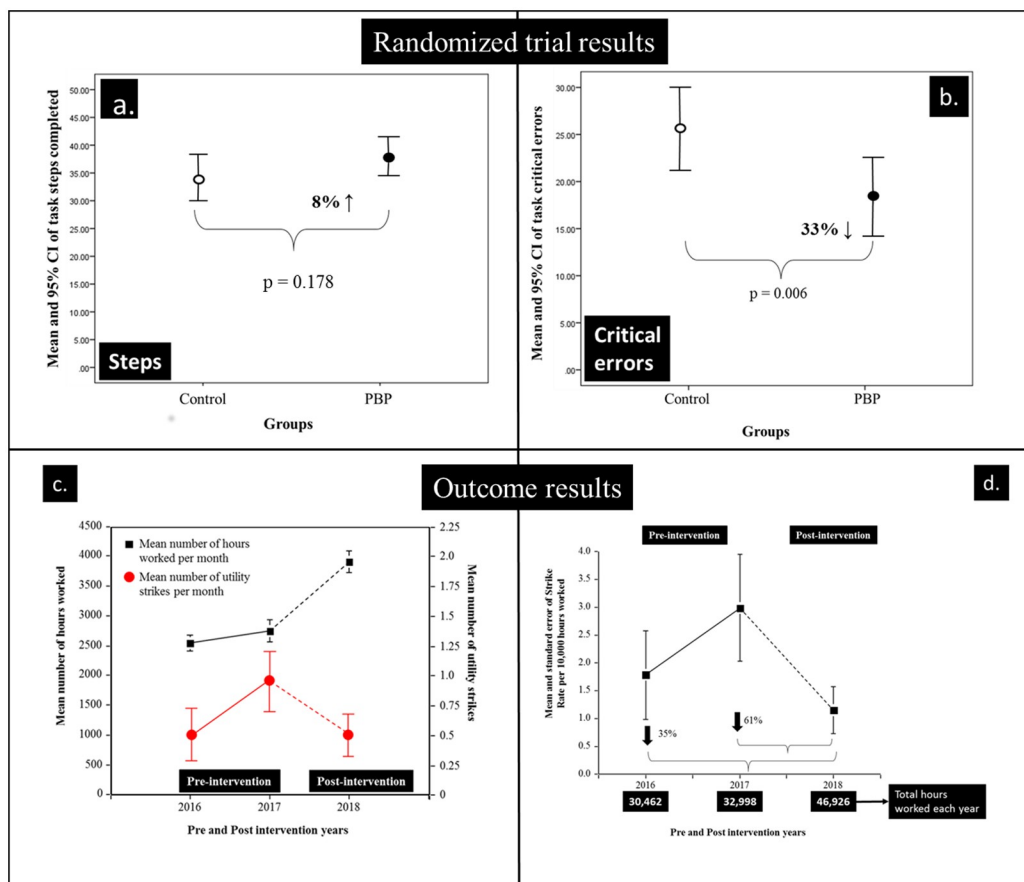 Randomized trial results
a.
Mean and 95% CI of task steps completed
50.00
45.00
40.00
35.00
30.00
25.00
20.00
15.00
10.00
5.00
.00
8% ↑
p = 0.178
Steps
Control
PBP
Groups
b.
Mean and 95% CI of task critical errors
30.00
25.00
20.00
15.00
10.00
5.00
.00
33% ↓
p = 0.006
Critical
errors
Control
PBP
Groups
Outcome results
c.
Mean number of hours worked
4500
4000
3500
3000
2500
2000
1500
1000
500
0
Mean number of hours
worked per month
Mean number of utility
strikes per month
2.25
2.0
1.75
1.50
1.25
1.0
0.75
0.50
0.25
0
Mean number of utility
strikes
Pre-intervention
Post-intervention
2016
2017
2018
Pre and Post intervention years
d.
Pre-intervention
Post-intervention
Mean and standard error of Strike
Rate per 10,000 hours worked
4.0
3.5
3.0
2.5
2.0
1.5
1.0
0.5
0.0
35%
61%
2016
2017
2018
30,462
32,998
46,926
Total hours
worked each year
Pre and Post intervention years